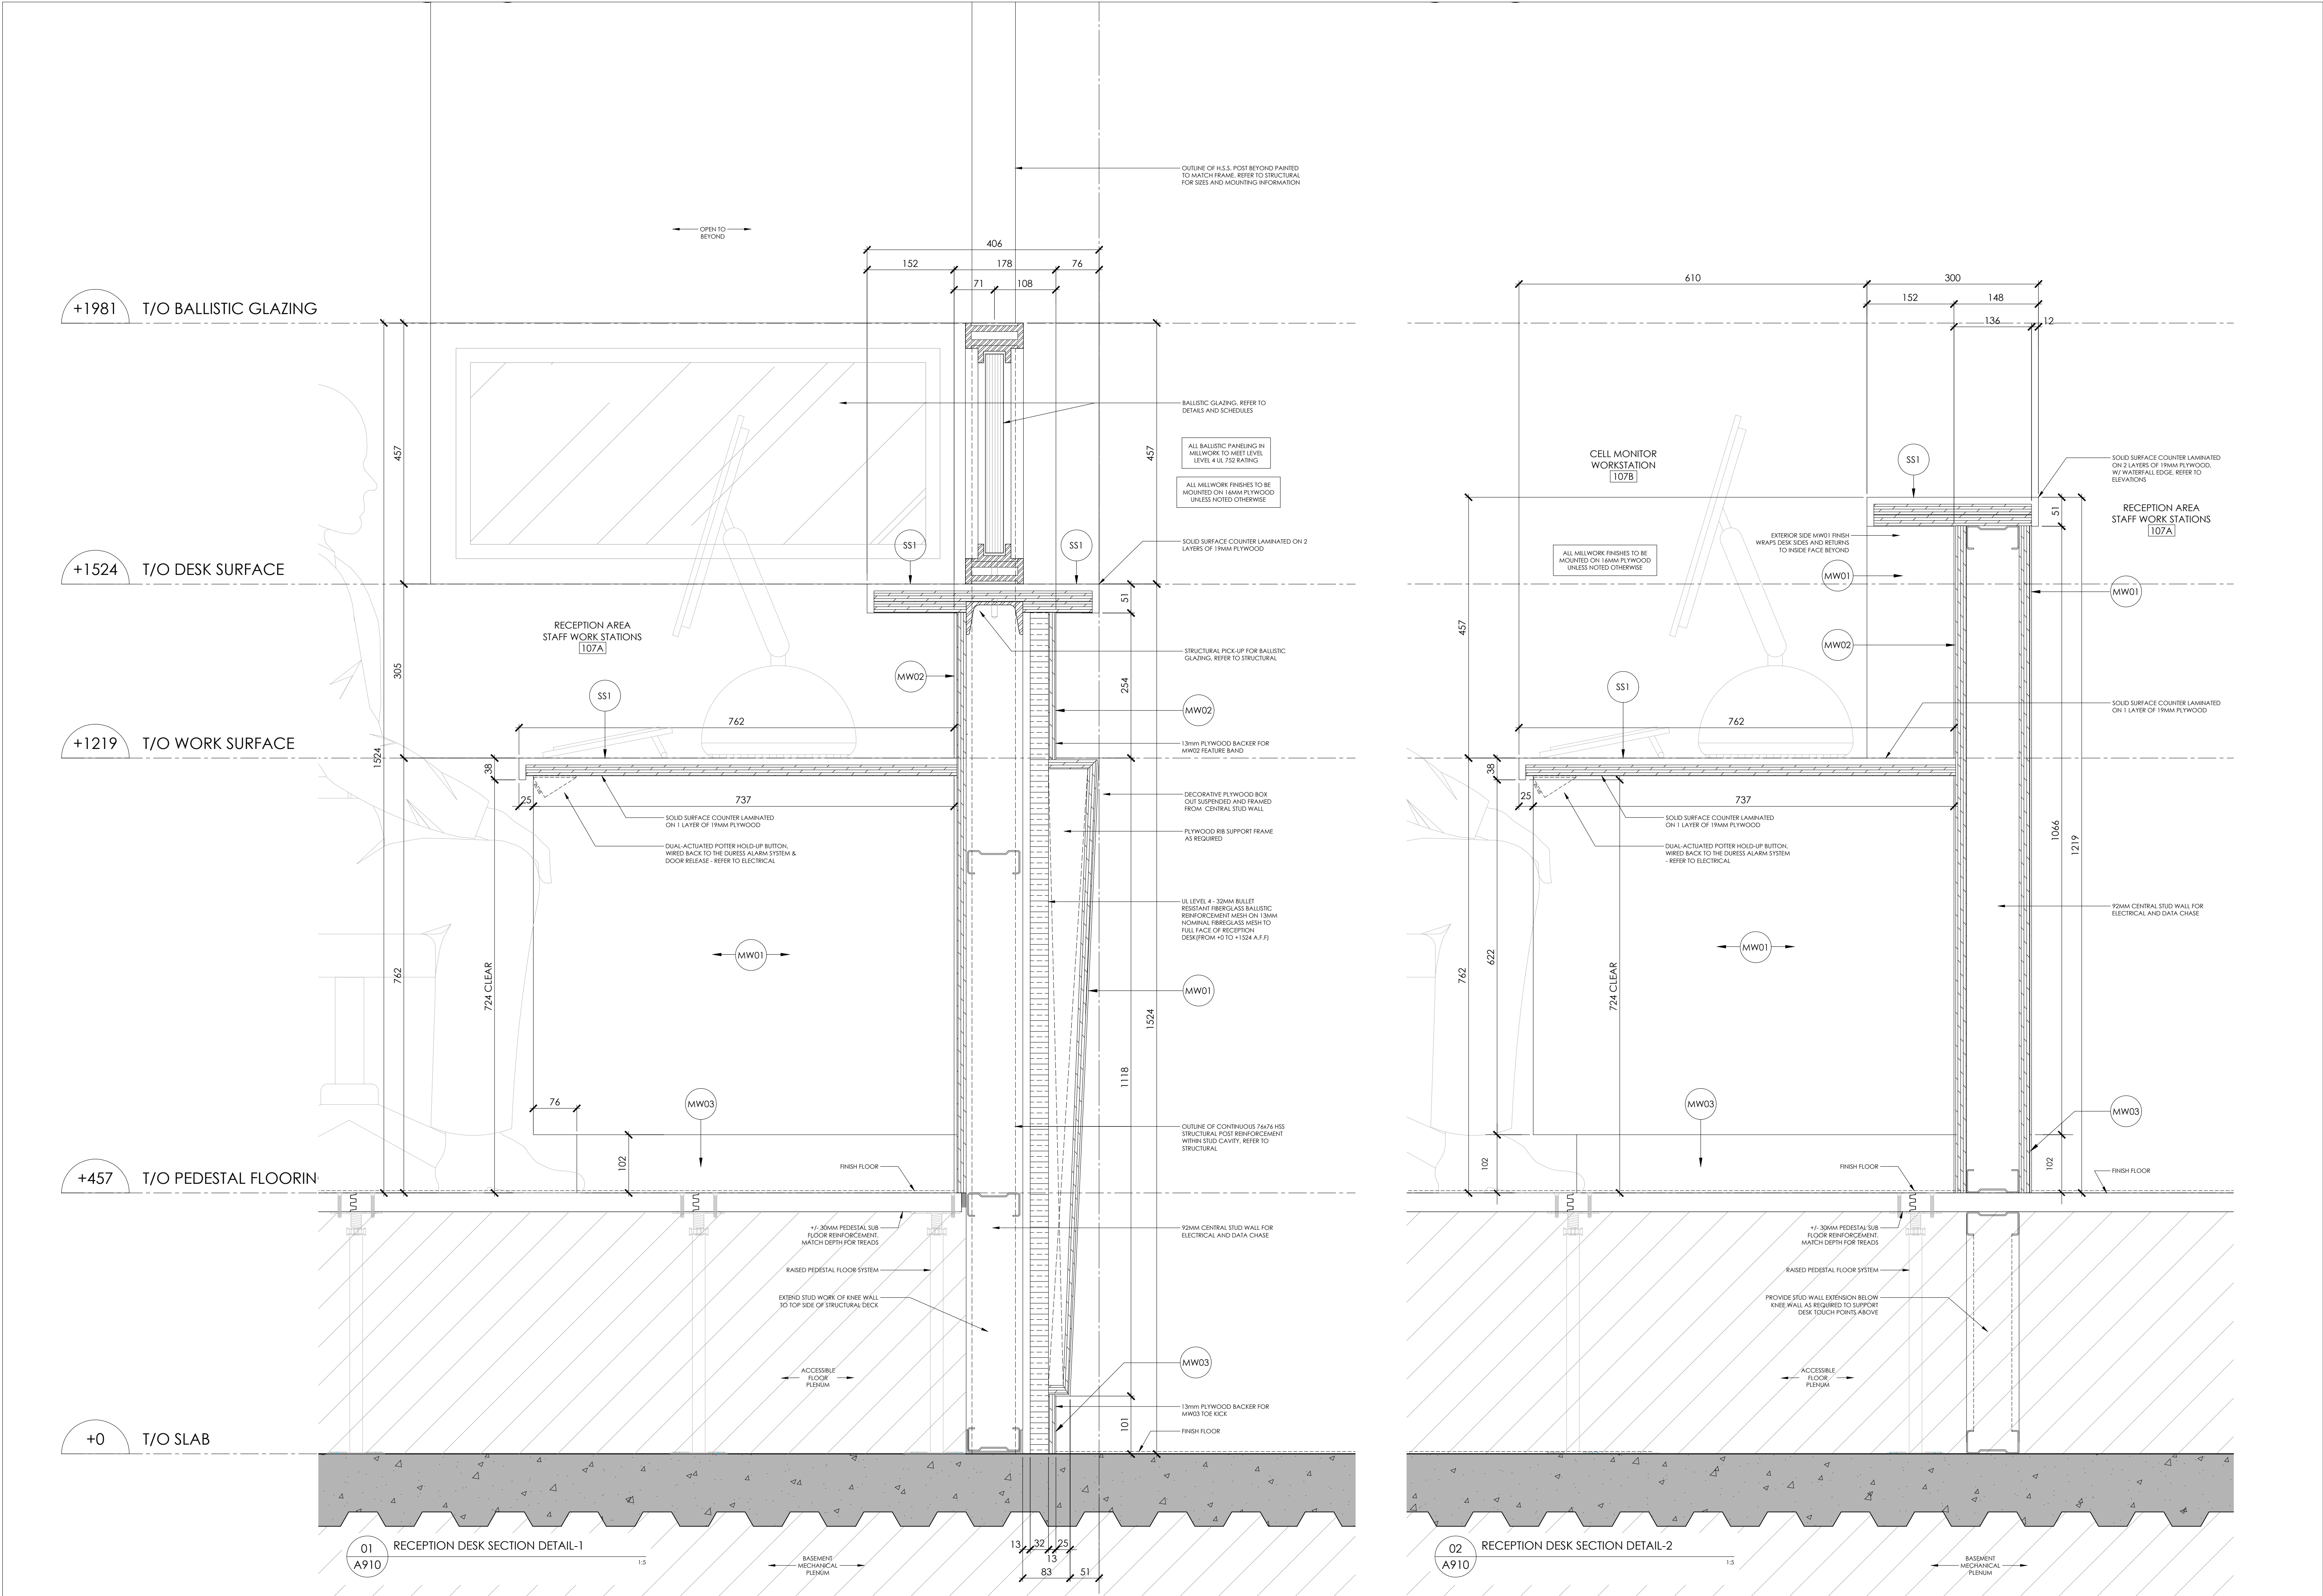 OUTLINE OF H.S.S. POST BEYOND PAINTED
TO MATCH FRAME, REFER TO STRUCTURAL
FOR SIZES AND MOUNTING INFORMATION
OPEN TO
BEYOND
406
152
178
76
71
108
+1981
T/O BALLISTIC GLAZING
457
457
BALLISTIC GLAZING, REFER TO
DETAILS AND SCHEDULES
ALL BALLISTIC PANELING IN
MILLWORK TO MEET LEVEL
LEVEL 4 UL 752 RATING
ALL MILLWORK FINISHES TO BE
MOUNTED ON 16MM PLYWOOD
UNLESS NOTED OTHERWISE
SS1
SS1
SOLID SURFACE COUNTER LAMINATED ON 2
LAYERS OF 19MM PLYWOOD
+1524
T/O DESK SURFACE
51
RECEPTION AREA
STAFF WORK STATIONS
107A
STRUCTURAL PICK-UP FOR BALLISTIC
GLAZING, REFER TO STRUCTURAL
305
MW02
254
SS1
MW02
762
13mm PLYWOOD BACKER FOR
MW02 FEATURE BAND
+1219
T/O WORK SURFACE
1524
38
25
737
DECORATIVE PLYWOOD BOX
OUT SUSPENDED AND FRAMED
FROM CENTRAL STUD WALL
SOLID SURFACE COUNTER LAMINATED
ON 1 LAYER OF 19MM PLYWOOD
PLYWOOD RIB SUPPORT FRAME
AS REQUIRED
DUAL-ACTUATED POTTER HOLD-UP BUTTON,
WIRED BACK TO THE DURESS ALARM SYSTEM &
DOOR RELEASE - REFER TO ELECTRICAL
UL LEVEL 4 - 32MM BULLET
RESISTANT FIBERGLASS BALLISTIC
REINFORCEMENT MESH ON 13MM
NOMINAL FIBREGLASS MESH TO
FULL FACE OF RECEPTION
DESK(FROM +0 TO +1524 A.F.F)
MW01
762
724 CLEAR
MW01
1524
1118
76
MW03
OUTLINE OF CONTINUOUS 76x76 HSS
STRUCTURAL POST REINFORCEMENT
WITHIN STUD CAVITY, REFER TO
STRUCTURAL
102
FINISH FLOOR
+457
T/O PEDESTAL FLOORIN
+/- 30MM PEDESTAL SUB
FLOOR REINFORCEMENT.
MATCH DEPTH FOR TREADS
92MM CENTRAL STUD WALL FOR
ELECTRICAL AND DATA CHASE
RAISED PEDESTAL FLOOR SYSTEM
EXTEND STUD WORK OF KNEE WALL
TO TOP SIDE OF STRUCTURAL DECK
MW03
ACCESSIBLE
FLOOR
PLENUM
13mm PLYWOOD BACKER FOR
MW03 TOE KICK
101
FINISH FLOOR
+0
T/O SLAB
13
32
25
13
83
51
01
A910
RECEPTION DESK SECTION DETAIL-1
1:5
BASEMENT
MECHANICAL
PLENUM
610
300
152
148
136
12
CELL MONITOR
WORKSTATION
107B
SS1
SOLID SURFACE COUNTER LAMINATED
ON 2 LAYERS OF 19MM PLYWOOD,
W/ WATERFALL EDGE, REFER TO
ELEVATIONS
51
RECEPTION AREA
STAFF WORK STATIONS
107A
EXTERIOR SIDE MW01 FINISH
WRAPS DESK SIDES AND RETURNS
TO INSIDE FACE BEYOND
ALL MILLWORK FINISHES TO BE
MOUNTED ON 16MM PLYWOOD
UNLESS NOTED OTHERWISE
MW01
MW01
457
MW02
SS1
SOLID SURFACE COUNTER LAMINATED
ON 1 LAYER OF 19MM PLYWOOD
762
38
25
737
SOLID SURFACE COUNTER LAMINATED
ON 1 LAYER OF 19MM PLYWOOD
DUAL-ACTUATED POTTER HOLD-UP BUTTON,
WIRED BACK TO THE DURESS ALARM SYSTEM
- REFER TO ELECTRICAL
1066
1219
92MM CENTRAL STUD WALL FOR
ELECTRICAL AND DATA CHASE
MW01
622
762
724 CLEAR
MW03
MW03
102
102
FINISH FLOOR
FINISH FLOOR
+/- 30MM PEDESTAL SUB
FLOOR REINFORCEMENT.
MATCH DEPTH FOR TREADS
RAISED PEDESTAL FLOOR SYSTEM
PROVIDE STUD WALL EXTENSION BELOW
KNEE WALL AS REQUIRED TO SUPPORT
DESK TOUCH POINTS ABOVE
ACCESSIBLE
FLOOR
PLENUM
02
A910
RECEPTION DESK SECTION DETAIL-2
1:5
BASEMENT
MECHANICAL
PLENUM